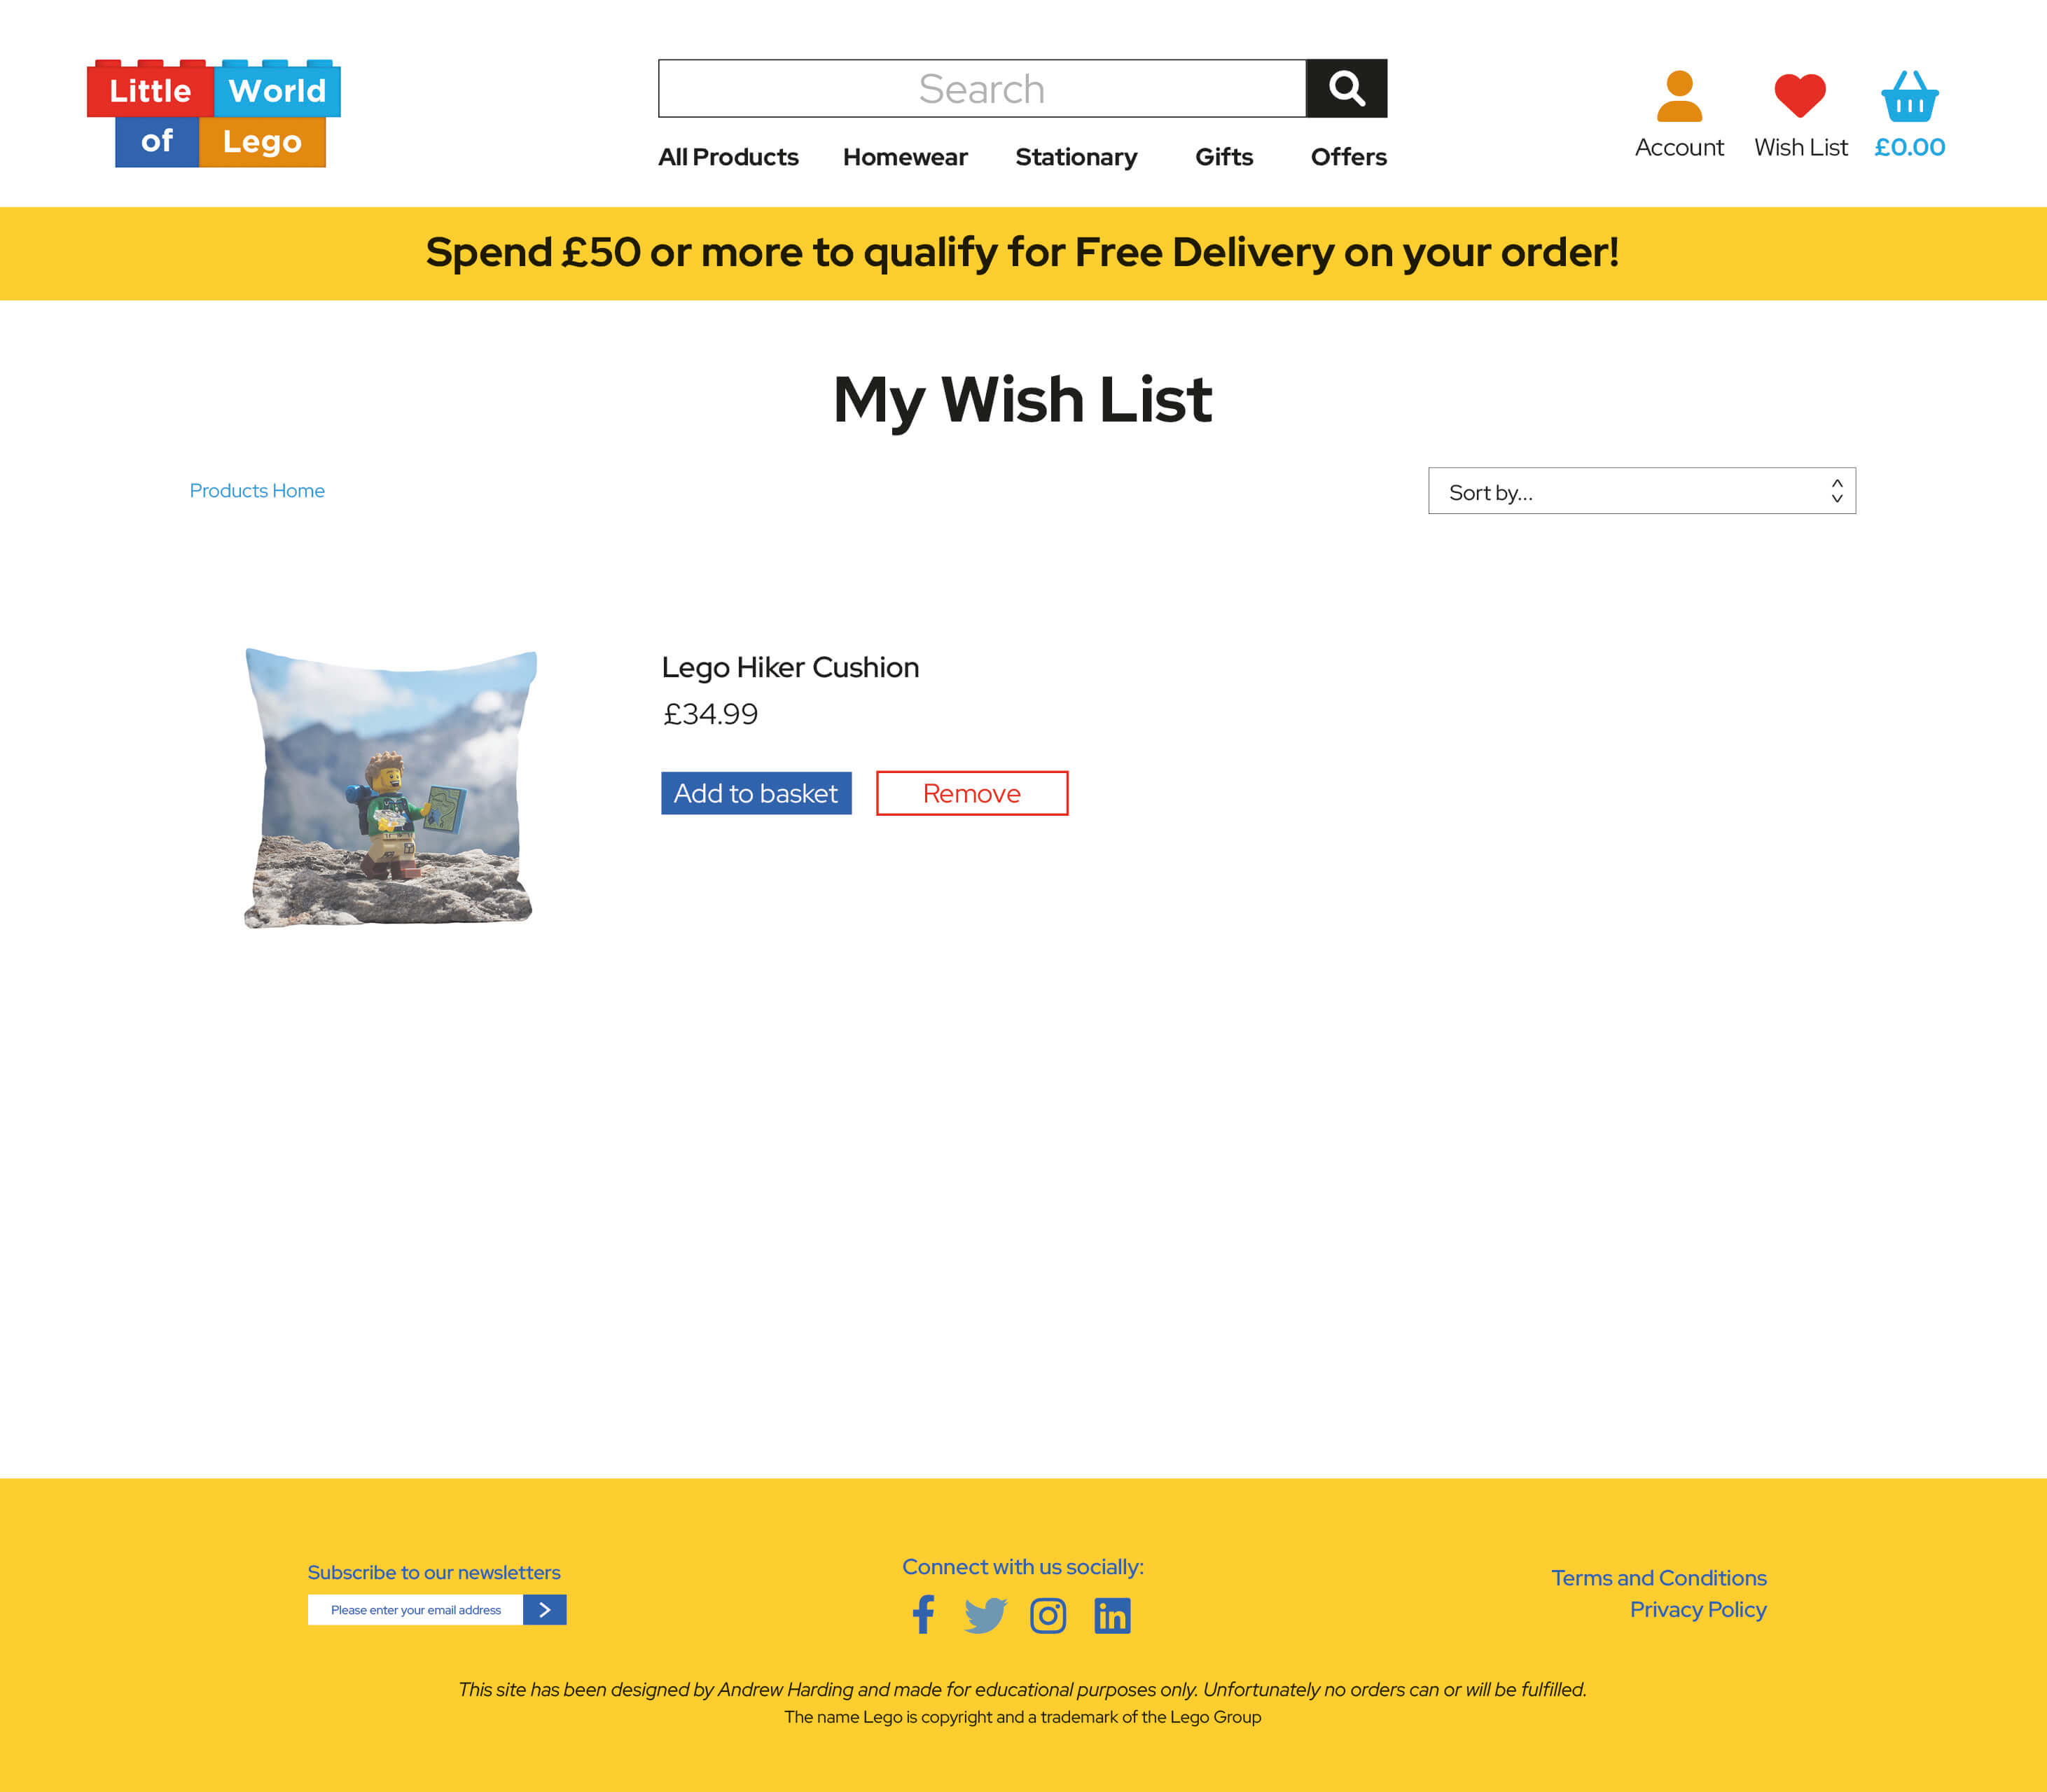 Little World
of Lego
Search
All Products Homewear Stationary Gifts Offers
Account Wish List £0.00
Spend £50 or more to qualify for Free Delivery on your order!
My Wish List
Products Home
Sort by...
Lego Hiker Cushion
£34.99
Add to basket Remove
Subscribe to our newsletters
Please enter your email address
Connect with us socially:
Terms and Conditions
Privacy Policy
This site has been designed by Andrew Harding and made for educational purposes only. Unfortunately no orders can or will be fulfilled.
The name Lego is copyright and a trademark of the Lego Group